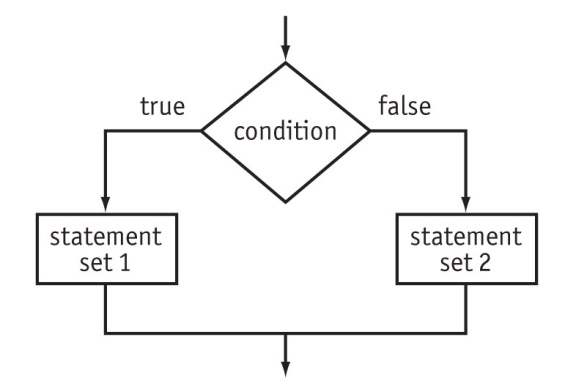 true
false
condition
statement
set 1
statement
set 2